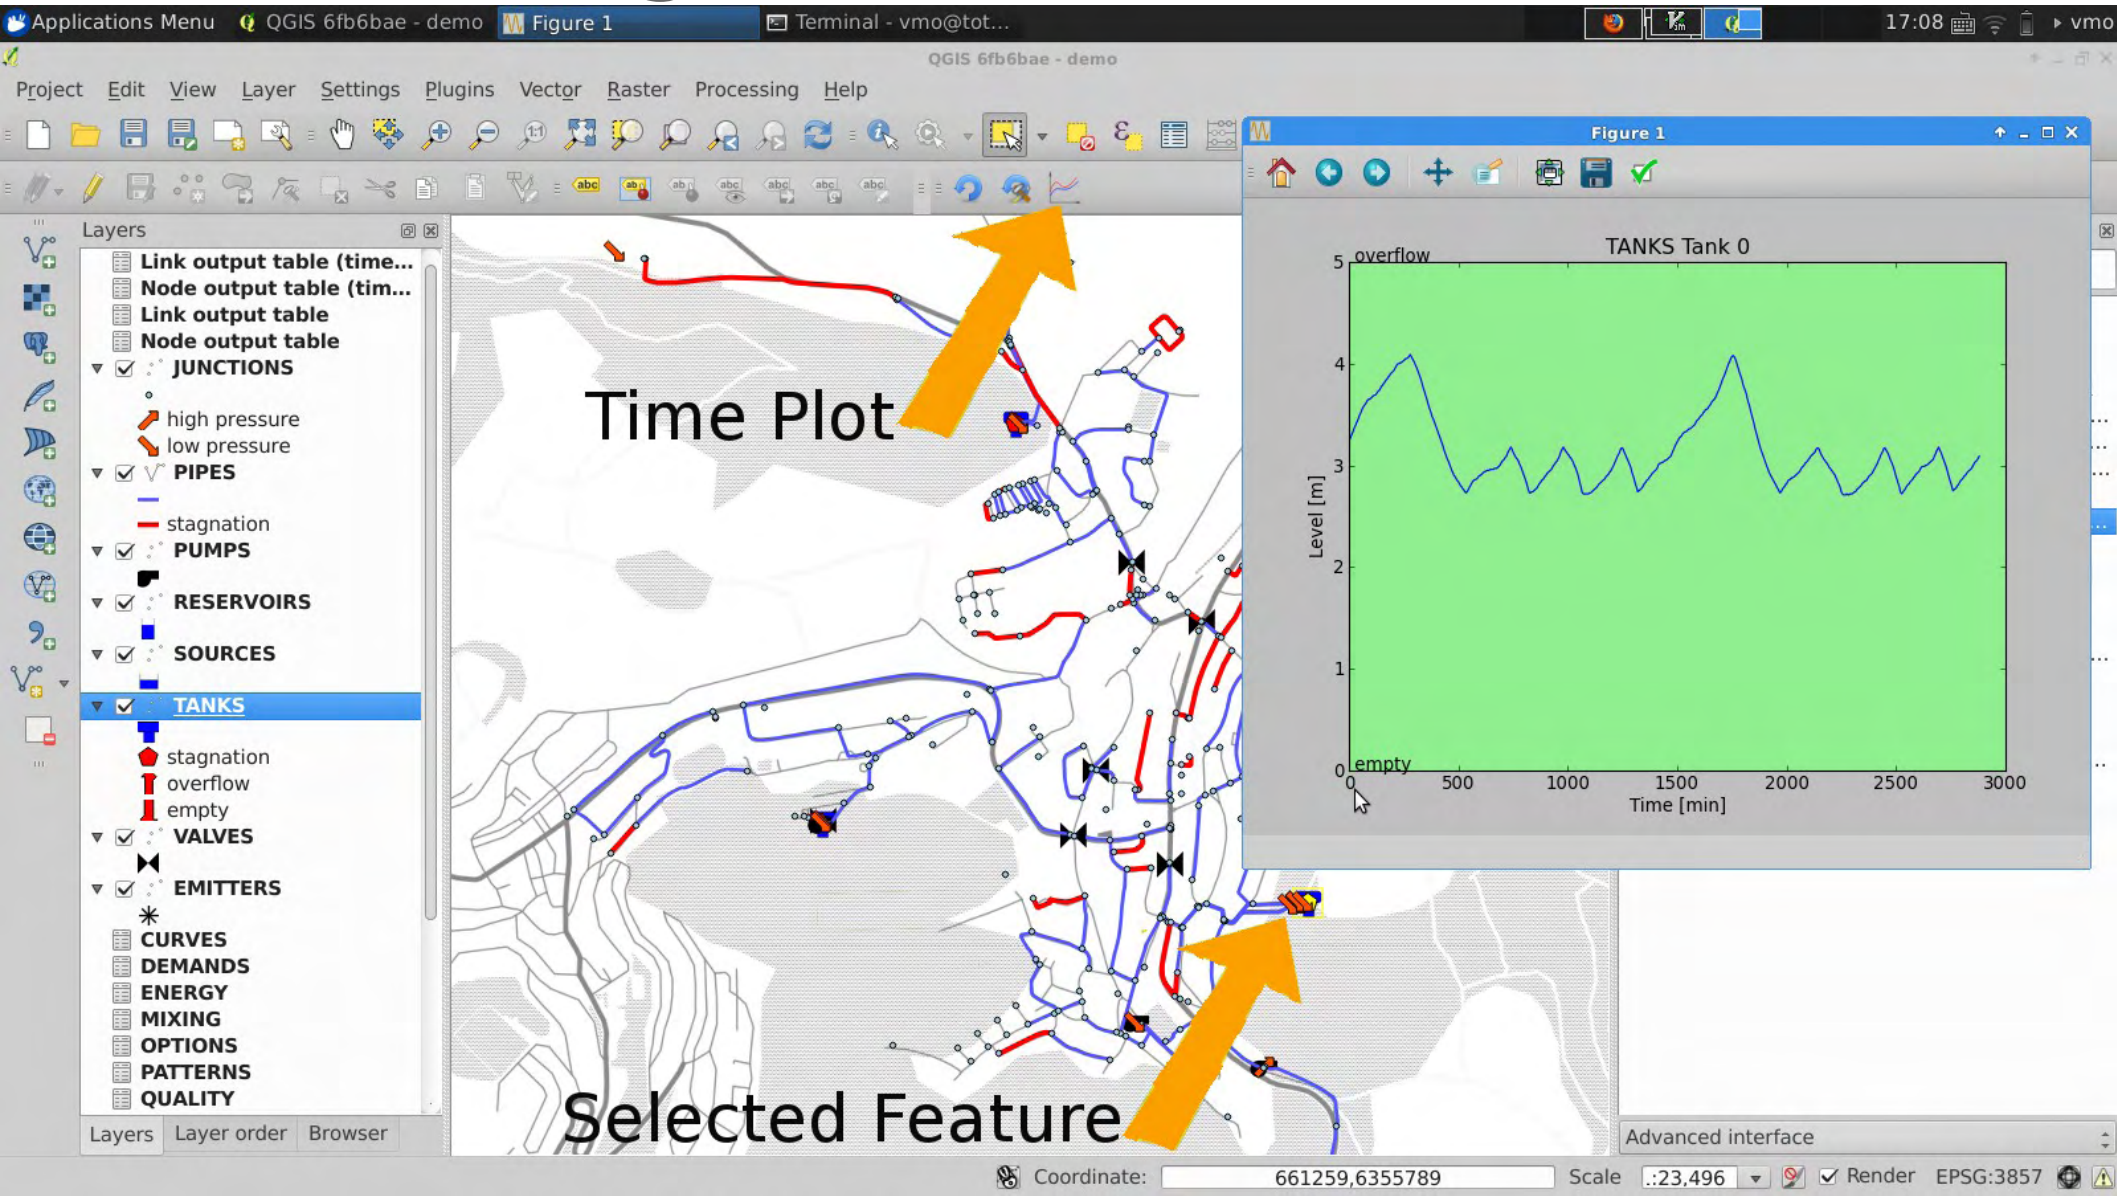 Applications Menu
QGIS 6fb6bae - demo
Figure 1
Terminal - vmo@tot...
17:08
vmo
QGIS 6fb6bae - demo
Project Edit View Layer Settings Plugins Vector Raster Processing Help
Figure 1
Layers
Link output table (time...
Node output table (tim...
Link output table
Node output table
JUNCTIONS
high pressure
low pressure
PIPES
stagnation
PUMPS
RESERVOIRS
SOURCES
TANKS
stagnation
overflow
empty
VALVES
EMITTERS
CURVES
DEMANDS
ENERGY
MIXING
OPTIONS
PATTERNS
QUALITY
Layers Layer order Browser
Time Plot
Selected Feature
TANKS Tank 0
overflow
5
4
3
2
1
0
Level [m]
empty
0 500 1000 1500 2000 2500 3000
Time [min]
Advanced interface
Coordinate: 661259,6355789 Scale .:23,496 Render EPSG:3857